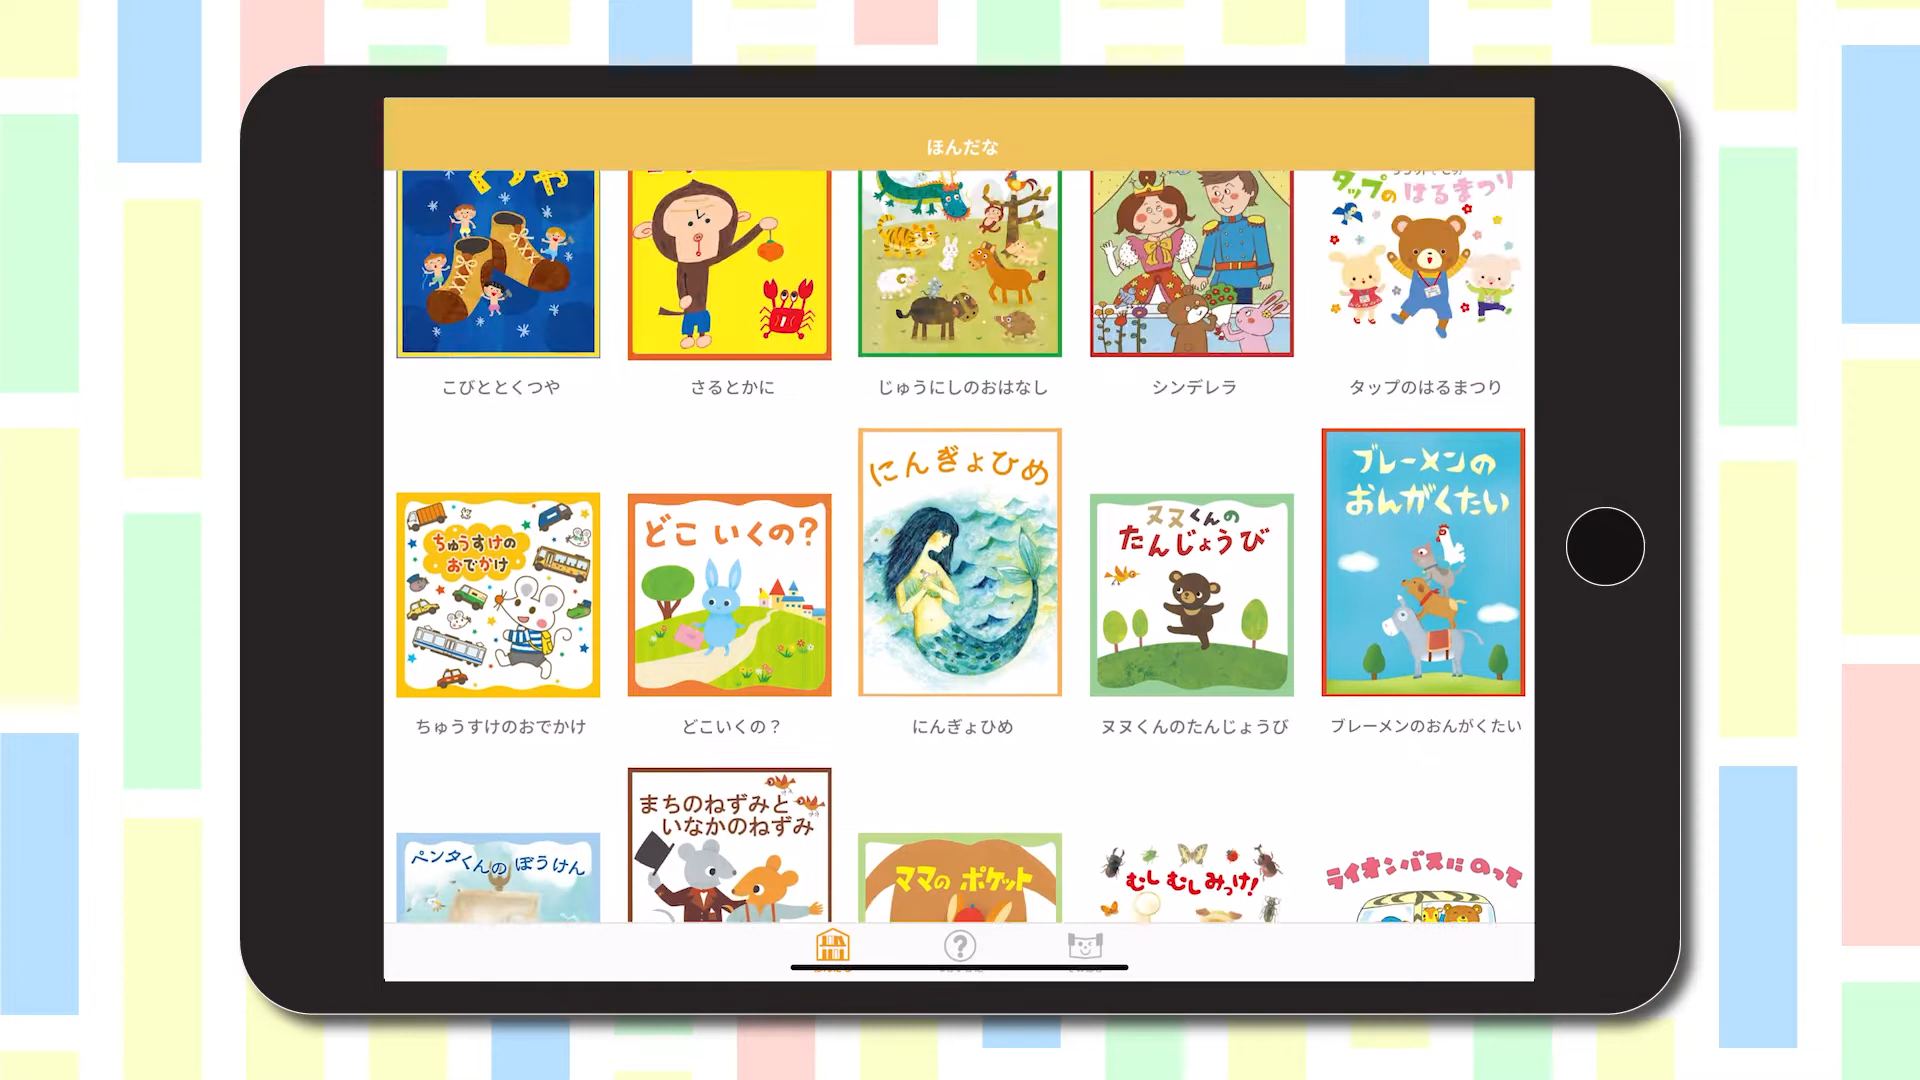 ほんだな
タップのはるまつり
こびととくつや
さるとかに
じゅうにしのおはなし
シンデレラ
タップのはるまつり
ちゅうすけの
おでかけ
どこ いくの?
にんぎょひめ
ヌヌくんの
たんじょうび
ブレーメンの
おんがくたい
ちゅうすけのおでかけ
どこいくの？
にんぎょひめ
ヌヌくんのたんじょうび
ブレーメンのおんがくたい
ペンタくんの ぼうけん
まちのねずみと
いなかのねずみ
ママの ポケット
むし むし みっけ!
ライオンバスに のって